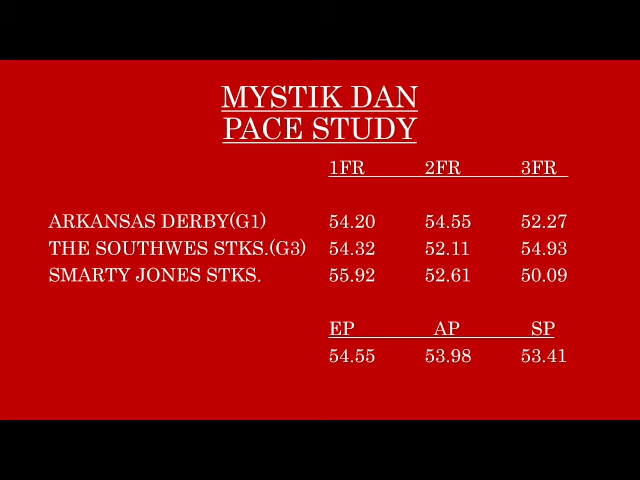 MYSTIK DAN
PACE STUDY
1FR 2FR 3FR
ARKANSAS DERBY(G1) 54.20 54.55 52.27
THE SOUTHWES STKS.(G3) 54.32 52.11 54.93
SMARTY JONES STKS. 55.92 52.61 50.09
EP AP SP
54.55 53.98 53.41